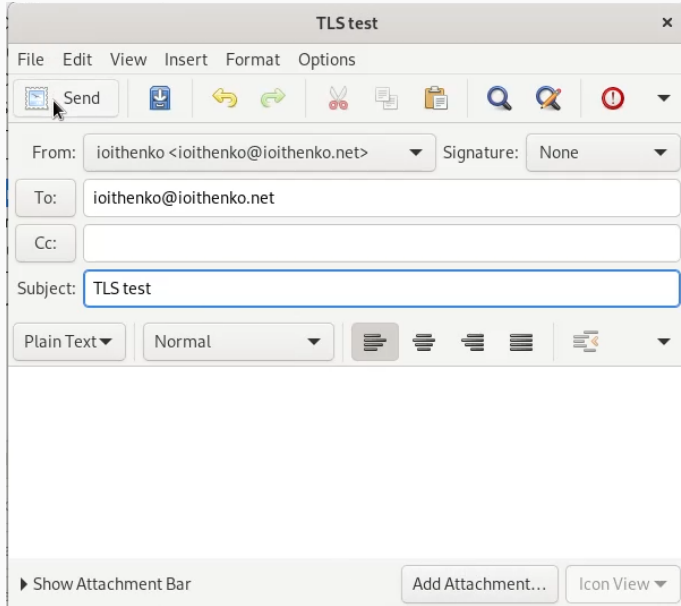 TLS test ×
File Edit View Insert Format Options
Send
From: ioithenko <ioithenko@ioithenko.net> Signature: None
To: ioithenko@ioithenko.net
Cc:
Subject: TLS test
Plain Text Normal
Show Attachment Bar Add Attachment... Icon View